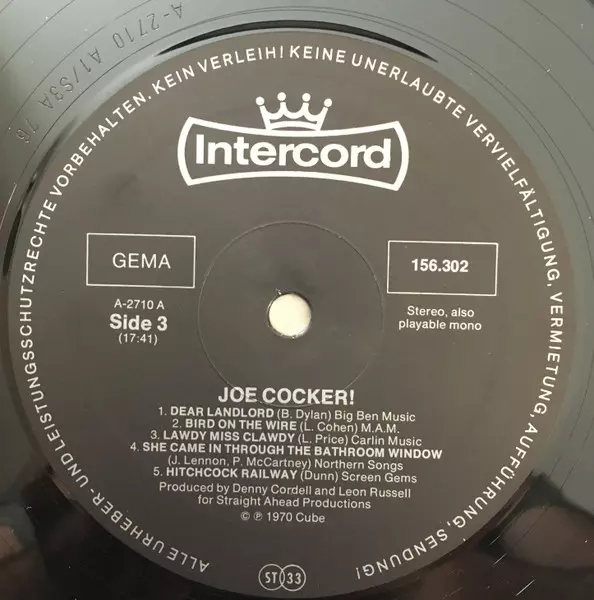 A-2710 A1/S3A 76
ALLE URHEBER- UND LEISTUNGSSCHUTZRECHTE VORBEHALTEN. KEIN VERLEIH! KEINE UNERLAUBTE VERVIELFÄLTIGUNG, VERMIETUNG, AUFFÜHRUNG, SENDUNG!
Intercord
GEMA
156.302
A-2710 A
Side 3
(17:41)
Stereo, also
playable mono
JOE COCKER!
1. DEAR LANDLORD (B. Dylan) Big Ben Music
2. BIRD ON THE WIRE (L. Cohen) M.A.M.
3. LAWDY MISS CLAWDY (L. Price) Carlin Music
4. SHE CAME IN THROUGH THE BATHROOM WINDOW
(J. Lennon, P. McCartney) Northern Songs
5. HITCHCOCK RAILWAY (Dunn) Screen Gems
Produced by Denny Cordell and Leon Russell
for Straight Ahead Productions
© ℗ 1970 Cube
ST 33